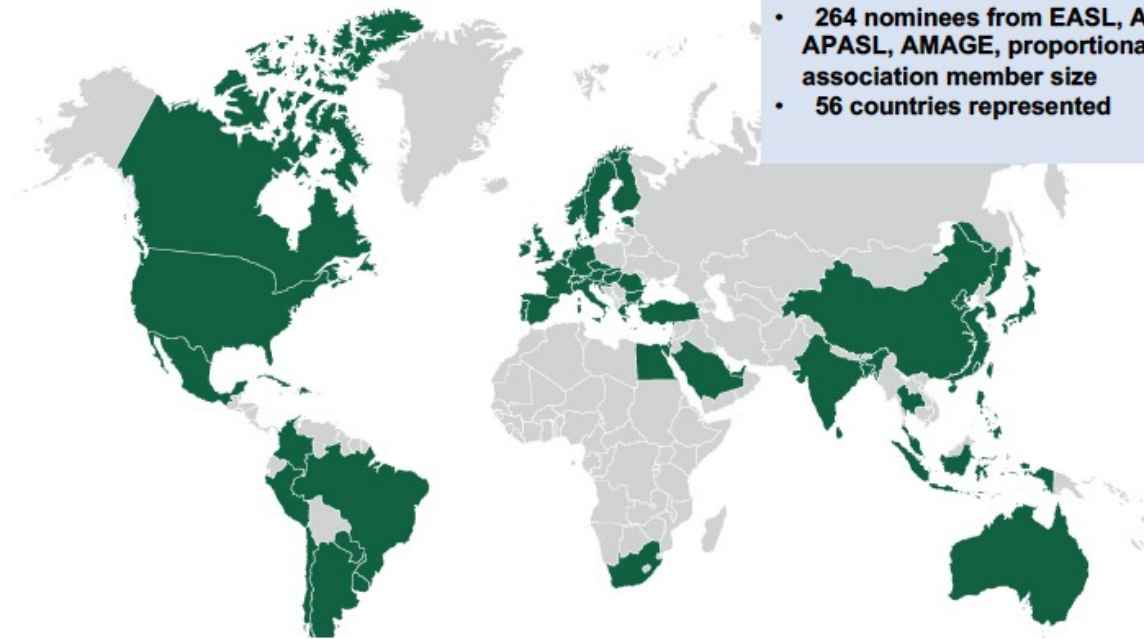 • 264 nominees from EASL, A
APASL, AMAGE, proportiona
association member size
• 56 countries represented